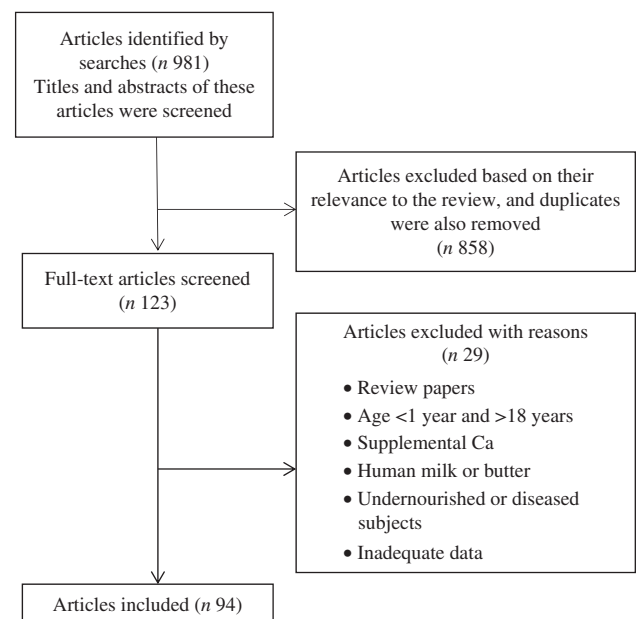 Articles identified by
searches (n 981)
Titles and abstracts of these
articles were screened
Articles excluded based on their
relevance to the review, and duplicates
were also removed
(n 858)
Full-text articles screened
(n 123)
Articles excluded with reasons
(n 29)
• Review papers
• Age <1 year and >18 years
• Supplemental Ca
• Human milk or butter
• Undernourished or diseased
subjects
• Inadequate data
Articles included (n 94)